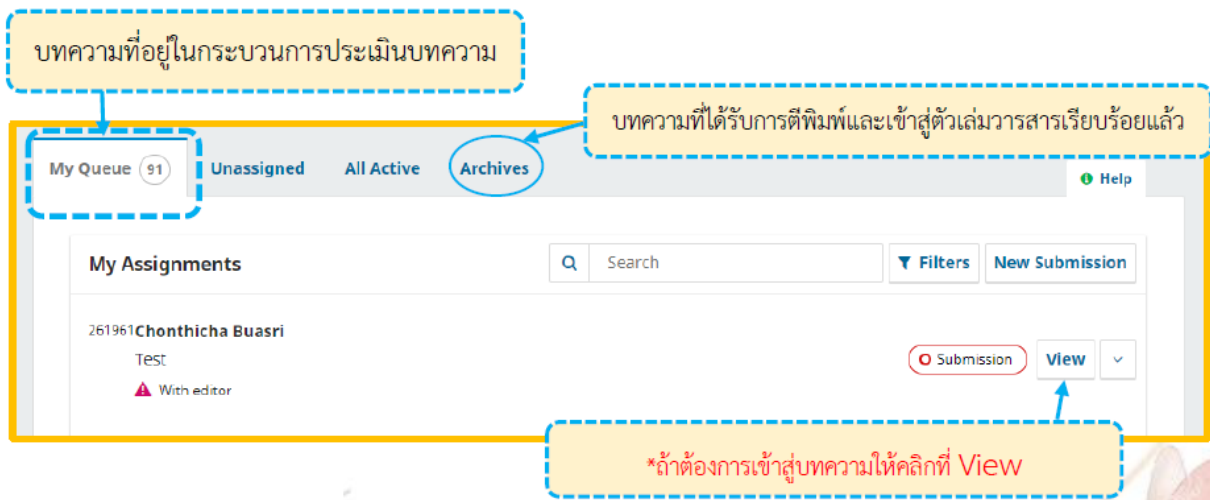 บทความที่อยู่ในกระบวนการประเมินบทความ
บทความที่ได้รับการตีพิมพ์และเข้าสู่ตัวเล่มวารสารเรียบร้อยแล้ว
My Queue 91 Unassigned All Active Archives
Help
My Assignments Search Filters New Submission
261961 Chonthicha Buasri
Test Submission View
With editor
*ถ้าต้องการเข้าสู่บทความให้คลิกที่ View